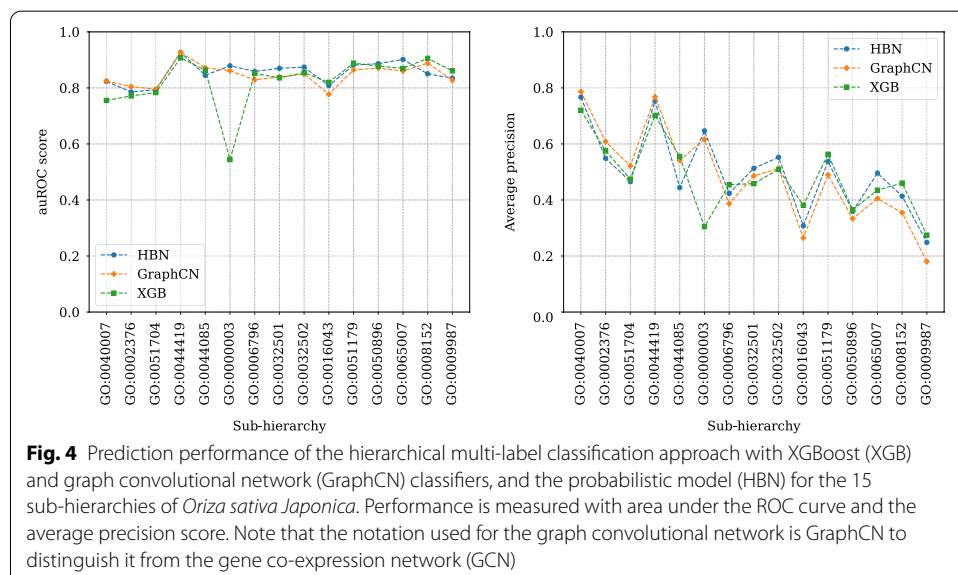 1.0
0.8
0.6
0.4
0.2
0.0
auROC score
HBN
GraphCN
XGB
GO:0040007
GO:0002376
GO:0051704
GO:0044419
GO:0044085
GO:0000003
GO:0006796
GO:0032501
GO:0032502
GO:0016043
GO:0051179
GO:0050896
GO:0065007
GO:0008152
GO:0009987
Sub-hierarchy
1.0
0.8
0.6
0.4
0.2
0.0
Average precision
HBN
GraphCN
XGB
GO:0040007
GO:0002376
GO:0051704
GO:0044419
GO:0044085
GO:0000003
GO:0006796
GO:0032501
GO:0032502
GO:0016043
GO:0051179
GO:0050896
GO:0065007
GO:0008152
GO:0009987
Sub-hierarchy
Fig. 4 Prediction performance of the hierarchical multi-label classification approach with XGBoost (XGB)
and graph convolutional network (GraphCN) classifiers, and the probabilistic model (HBN) for the 15
sub-hierarchies of Oriza sativa Japonica. Performance is measured with area under the ROC curve and the
average precision score. Note that the notation used for the graph convolutional network is GraphCN to
distinguish it from the gene co-expression network (GCN)